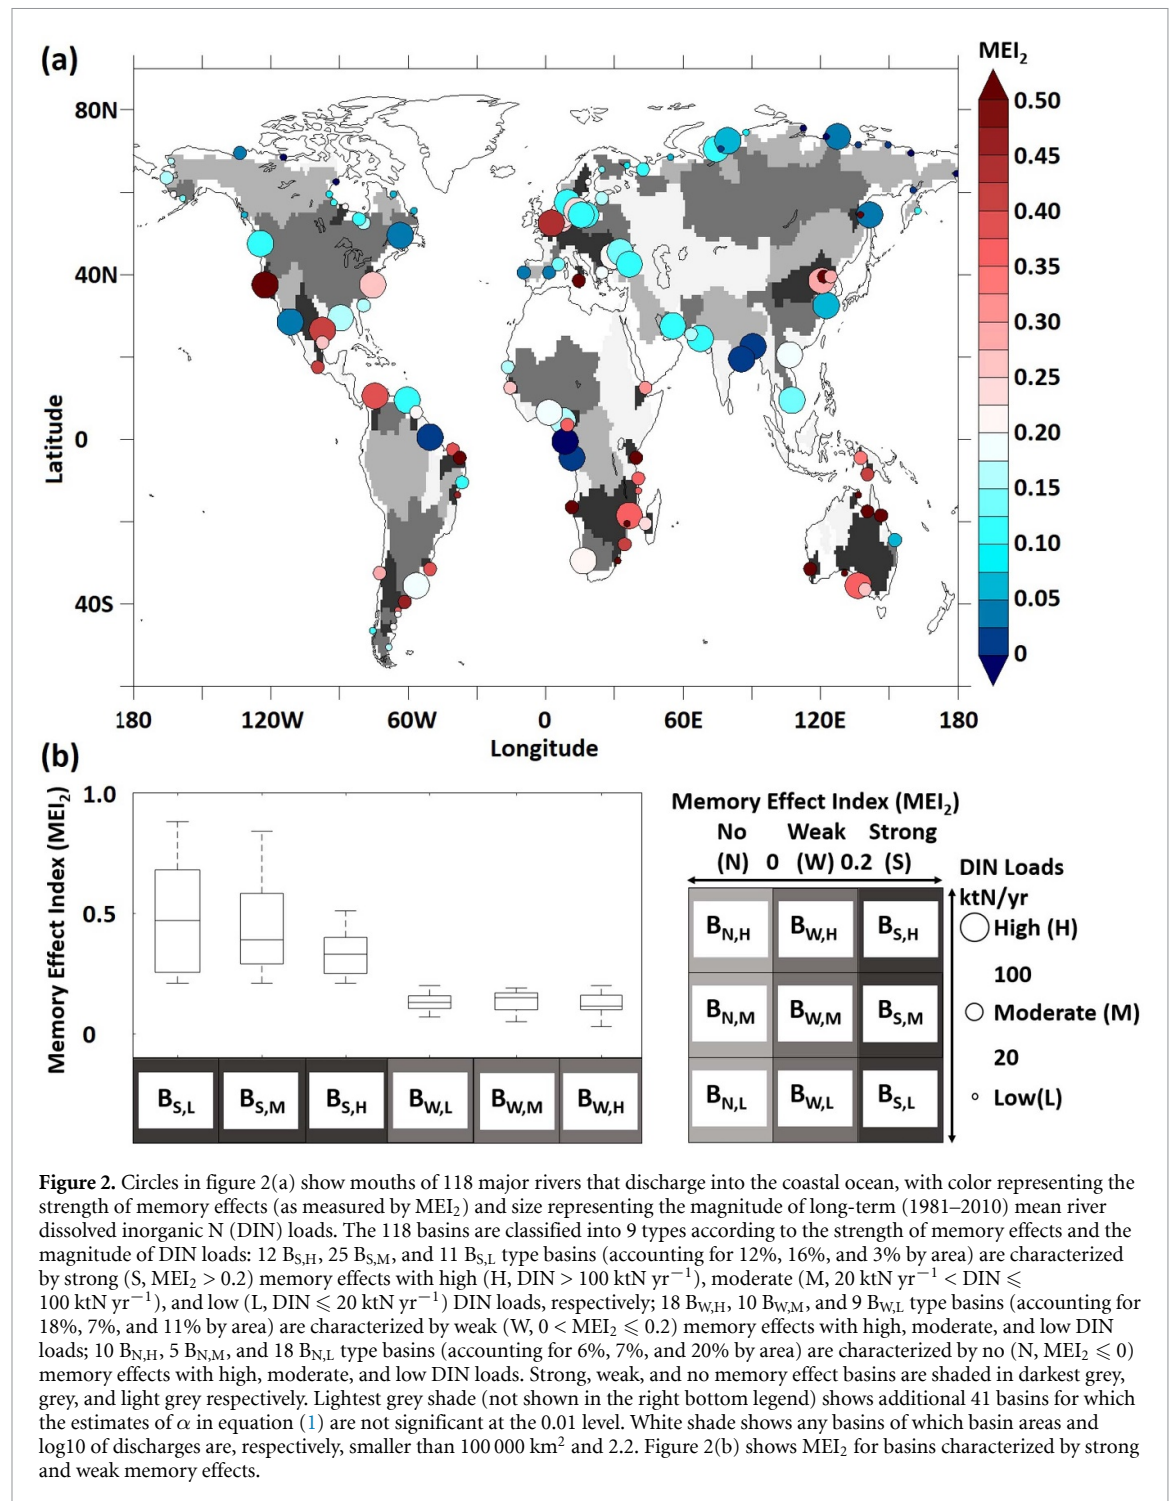 (a)
MEI2
80N
40N
0
40S
Latitude
0.50
0.45
0.40
0.35
0.30
0.25
0.20
0.15
0.10
0.05
0
180 120W 60W 0 60E 120E 180
Longitude
(b)
Memory Effect Index (MEI2)
1.0
0.5
0
BS,L BS,M BS,H BW,L BW,M BW,H
Memory Effect Index (MEI2)
No Weak Strong
(N) 0 (W) 0.2 (S)
DIN Loads
ktN/yr
BN,H BW,H BS,H High (H)
100
BN,M BW,M BS,M Moderate (M)
20
BN,L BW,L BS,L Low(L)
Figure 2. Circles in figure 2(a) show mouths of 118 major rivers that discharge into the coastal ocean, with color representing the
strength of memory effects (as measured by MEI2) and size representing the magnitude of long-term (1981–2010) mean river
dissolved inorganic N (DIN) loads. The 118 basins are classified into 9 types according to the strength of memory effects and the
magnitude of DIN loads: 12 BS,H, 25 BS,M, and 11 BS,L type basins (accounting for 12%, 16%, and 3% by area) are characterized
by strong (S, MEI2 > 0.2) memory effects with high (H, DIN > 100 ktN yr−1), moderate (M, 20 ktN yr−1 < DIN ⩽
100 ktN yr−1), and low (L, DIN ⩽ 20 ktN yr−1) DIN loads, respectively; 18 BW,H, 10 BW,M, and 9 BW,L type basins (accounting for
18%, 7%, and 11% by area) are characterized by weak (W, 0 < MEI2 ⩽ 0.2) memory effects with high, moderate, and low DIN
loads; 10 BN,H, 5 BN,M, and 18 BN,L type basins (accounting for 6%, 7%, and 20% by area) are characterized by no (N, MEI2 ⩽ 0)
memory effects with high, moderate, and low DIN loads. Strong, weak, and no memory effect basins are shaded in darkest grey,
grey, and light grey respectively. Lightest grey shade (not shown in the right bottom legend) shows additional 41 basins for which
the estimates of α in equation (1) are not significant at the 0.01 level. White shade shows any basins of which basin areas and
log10 of discharges are, respectively, smaller than 100 000 km2 and 2.2. Figure 2(b) shows MEI2 for basins characterized by strong
and weak memory effects.